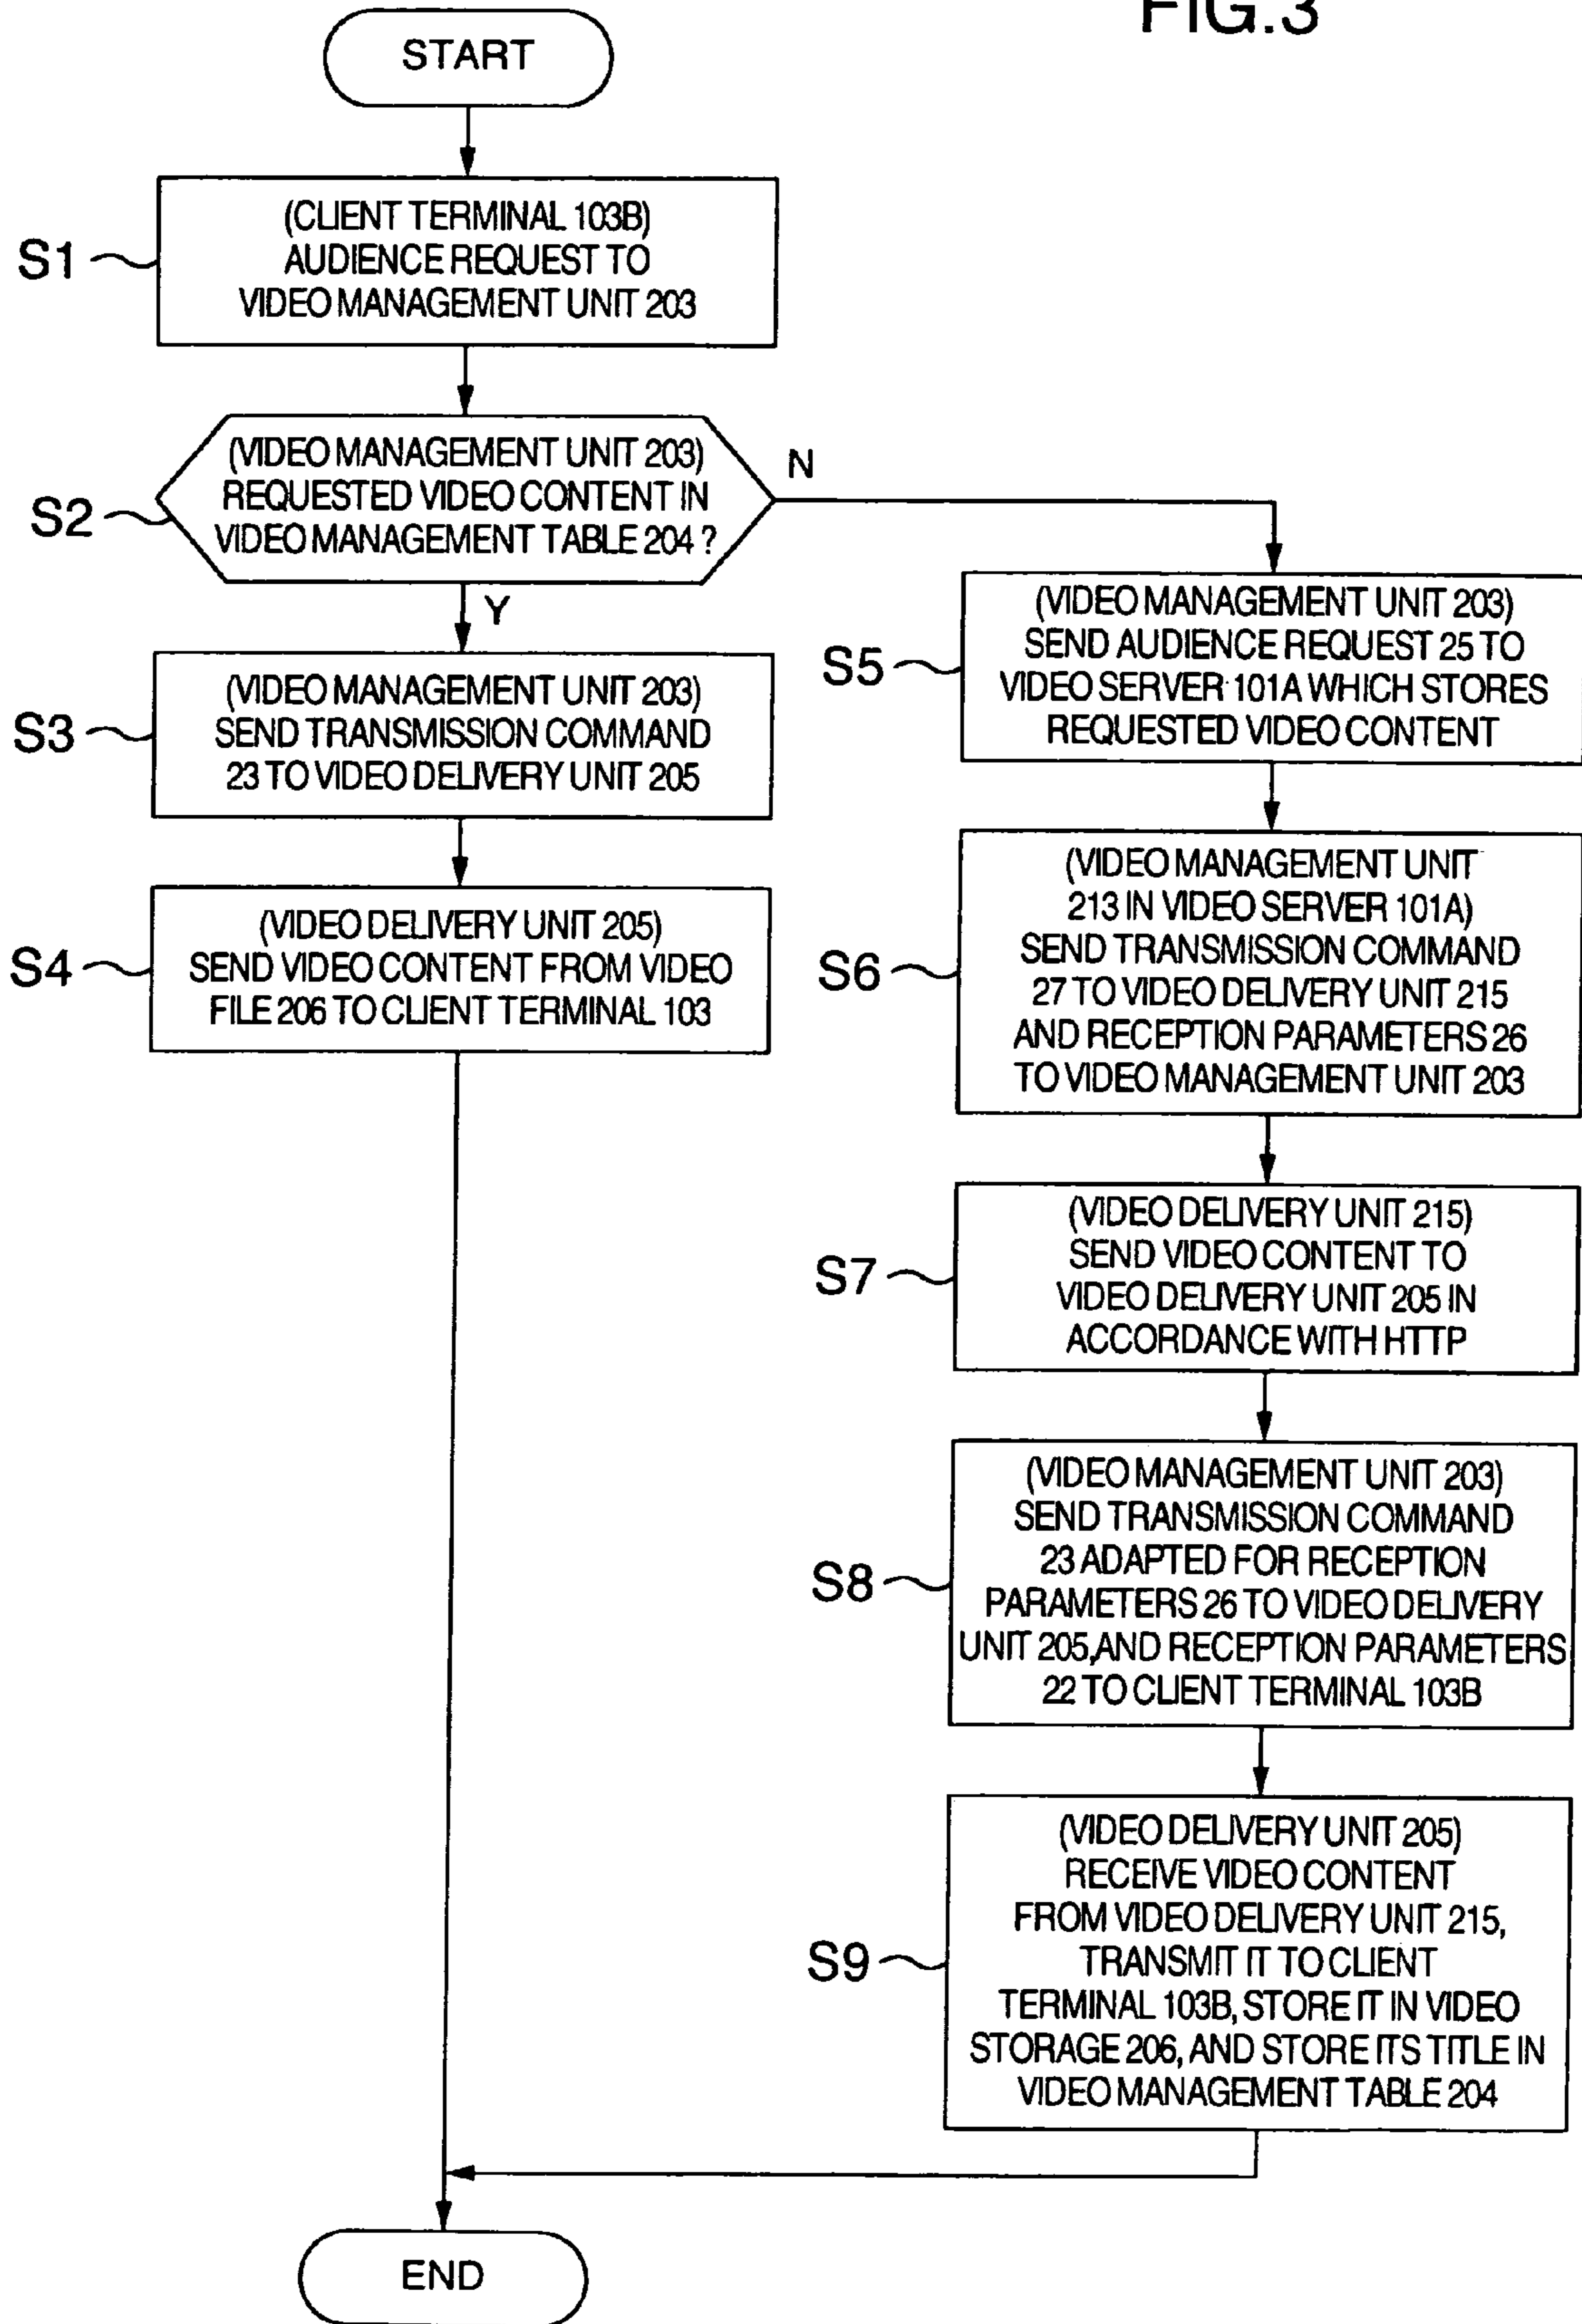 FIG.3
START
S1
(CLIENT TERMINAL 103B)
AUDIENCE REQUEST TO
VIDEO MANAGEMENT UNIT 203
S2
(VIDEO MANAGEMENT UNIT 203)
REQUESTED VIDEO CONTENT IN
VIDEO MANAGEMENT TABLE 204 ?
N
Y
S3
(VIDEO MANAGEMENT UNIT 203)
SEND TRANSMISSION COMMAND
23 TO VIDEO DELIVERY UNIT 205
S4
(VIDEO DELIVERY UNIT 205)
SEND VIDEO CONTENT FROM VIDEO
FILE 206 TO CLIENT TERMINAL 103
S5
(VIDEO MANAGEMENT UNIT 203)
SEND AUDIENCE REQUEST 25 TO
VIDEO SERVER 101A WHICH STORES
REQUESTED VIDEO CONTENT
S6
(VIDEO MANAGEMENT UNIT
213 IN VIDEO SERVER 101A)
SEND TRANSMISSION COMMAND
27 TO VIDEO DELIVERY UNIT 215
AND RECEPTION PARAMETERS 26
TO VIDEO MANAGEMENT UNIT 203
S7
(VIDEO DELIVERY UNIT 215)
SEND VIDEO CONTENT TO
VIDEO DELIVERY UNIT 205 IN
ACCORDANCE WITH HTTP
S8
(VIDEO MANAGEMENT UNIT 203)
SEND TRANSMISSION COMMAND
23 ADAPTED FOR RECEPTION
PARAMETERS 26 TO VIDEO DELIVERY
UNIT 205,AND RECEPTION PARAMETERS
22 TO CLIENT TERMINAL 103B
S9
(VIDEO DELIVERY UNIT 205)
RECEIVE VIDEO CONTENT
FROM VIDEO DELIVERY UNIT 215,
TRANSMIT IT TO CLIENT
TERMINAL 103B, STORE IT IN VIDEO
STORAGE 206, AND STORE ITS TITLE IN
VIDEO MANAGEMENT TABLE 204
END